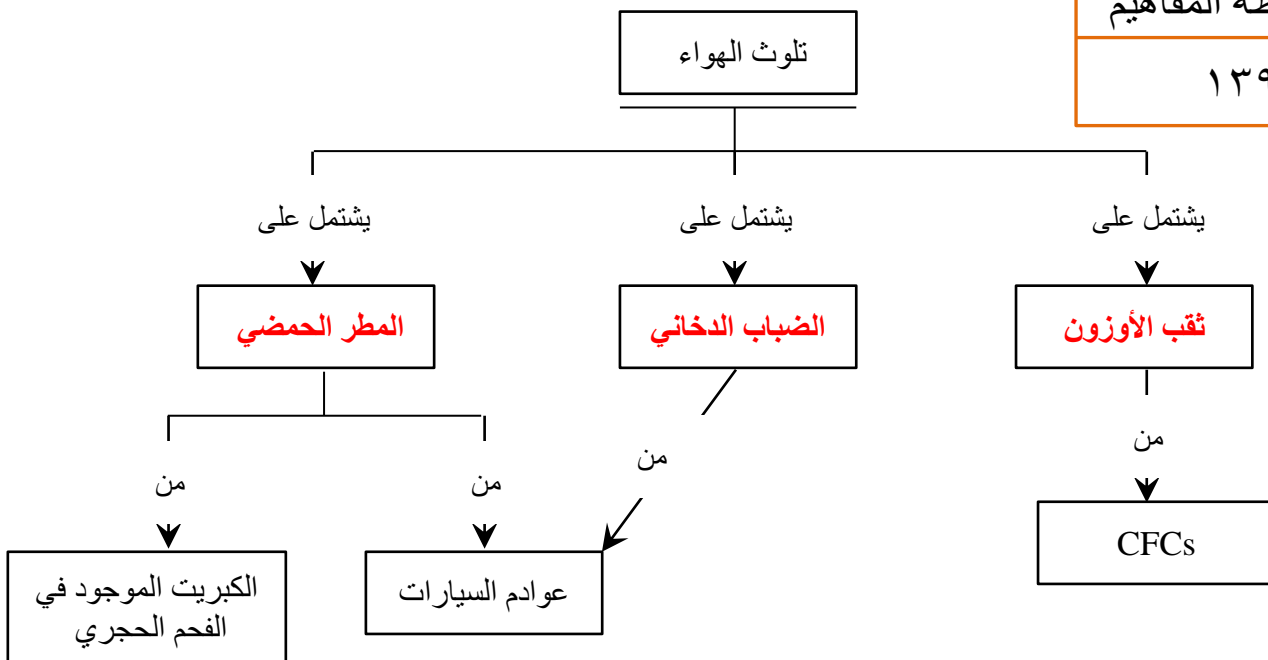 المفاهيم
تلوث الهواء
يشتمل على
يشتمل على
يشتمل على
ثقب الأوزون
الضباب الدخاني
المطر الحمضي
من
من
من
من
CFCs
عوادم السيارات
الكبريت الموجود في
الفحم الحجري